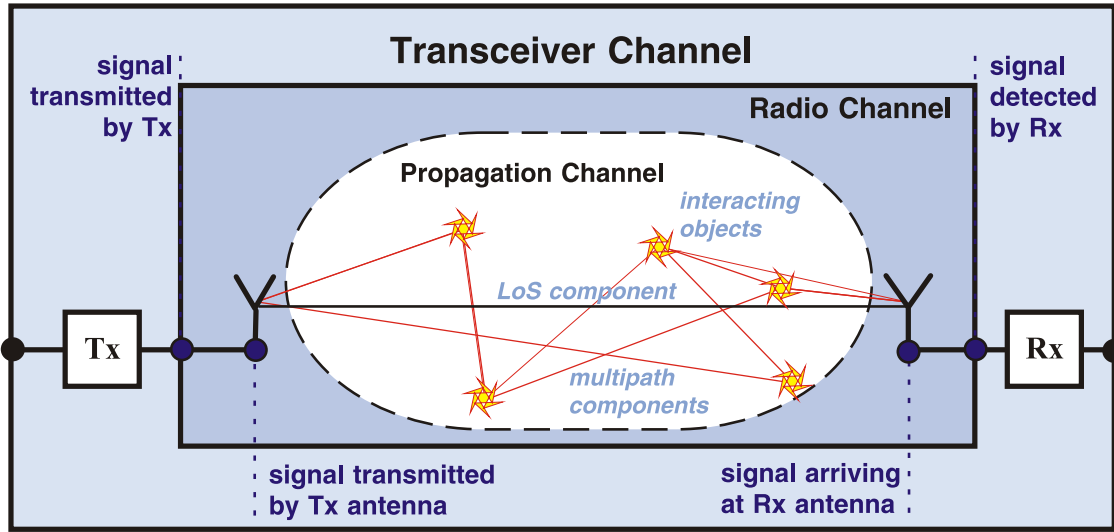 Transceiver Channel
signal
transmitted
by Tx
signal
detected
by Rx
Radio Channel
Propagation Channel
interacting
objects
LoS component
Tx
Rx
multipath
components
signal transmitted
by Tx antenna
signal arriving
at Rx antenna